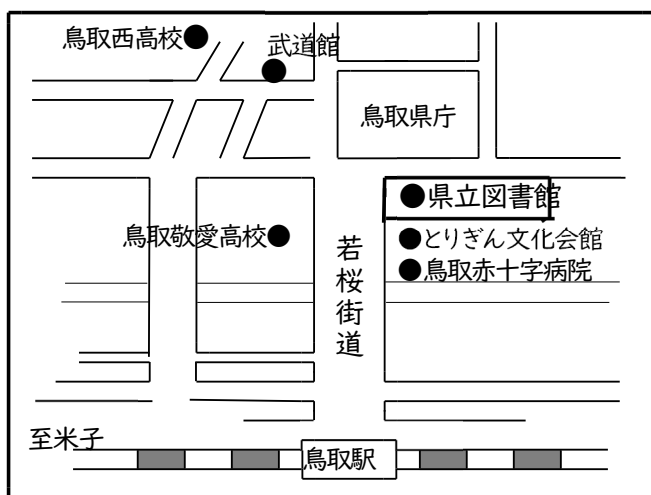 鳥取西高校
武道館
鳥取県庁
県立図書館
鳥取敬愛高校
とりぎん文化会館
鳥取赤十字病院
若桜街道
至米子
鳥取駅